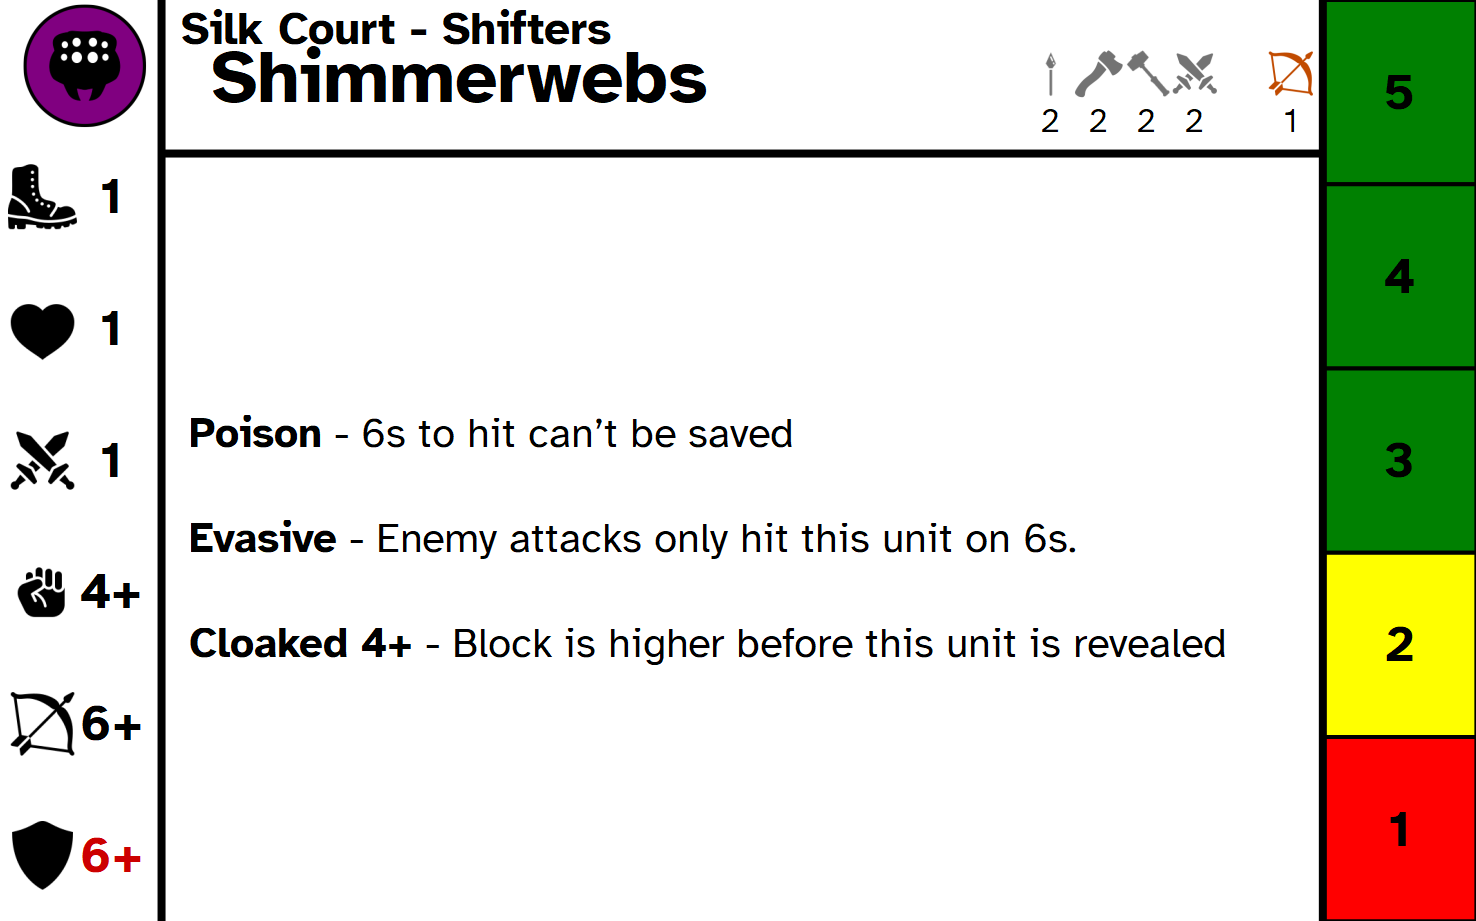 Silk Court - Shifters
Shimmerwebs
2 2 2 2 1
1
1
1
4+
6+
6+
Poison - 6s to hit can’t be saved
Evasive - Enemy attacks only hit this unit on 6s.
Cloaked 4+ - Block is higher before this unit is revealed
5
4
3
2
1